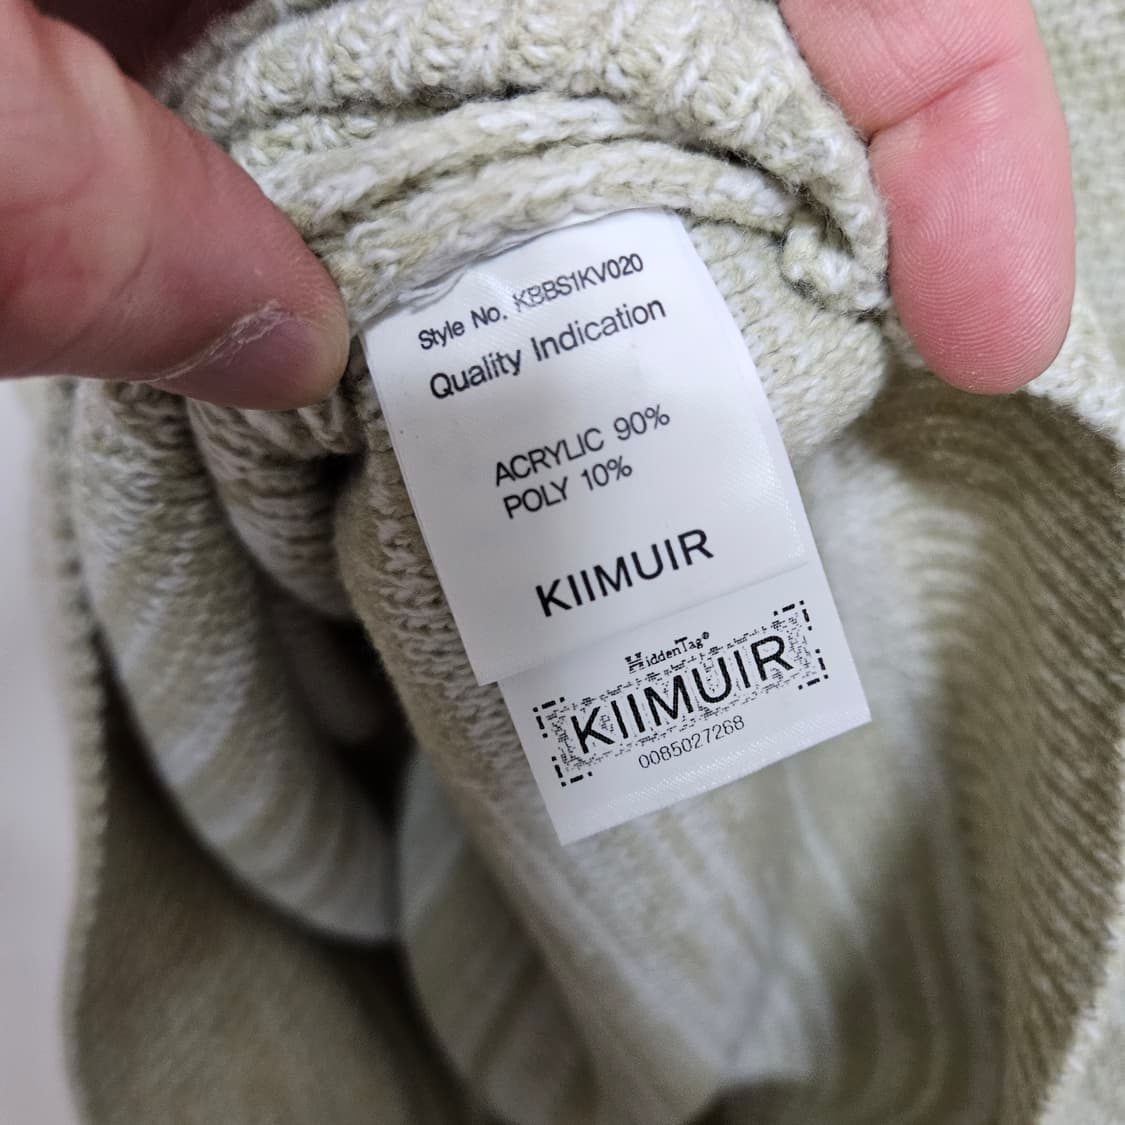 Style No. KBBS1KV020
Quality Indication
ACRYLIC 90%
POLY 10%
KIIMUIR
HiddenTag®
KIIMUIR
0085027268